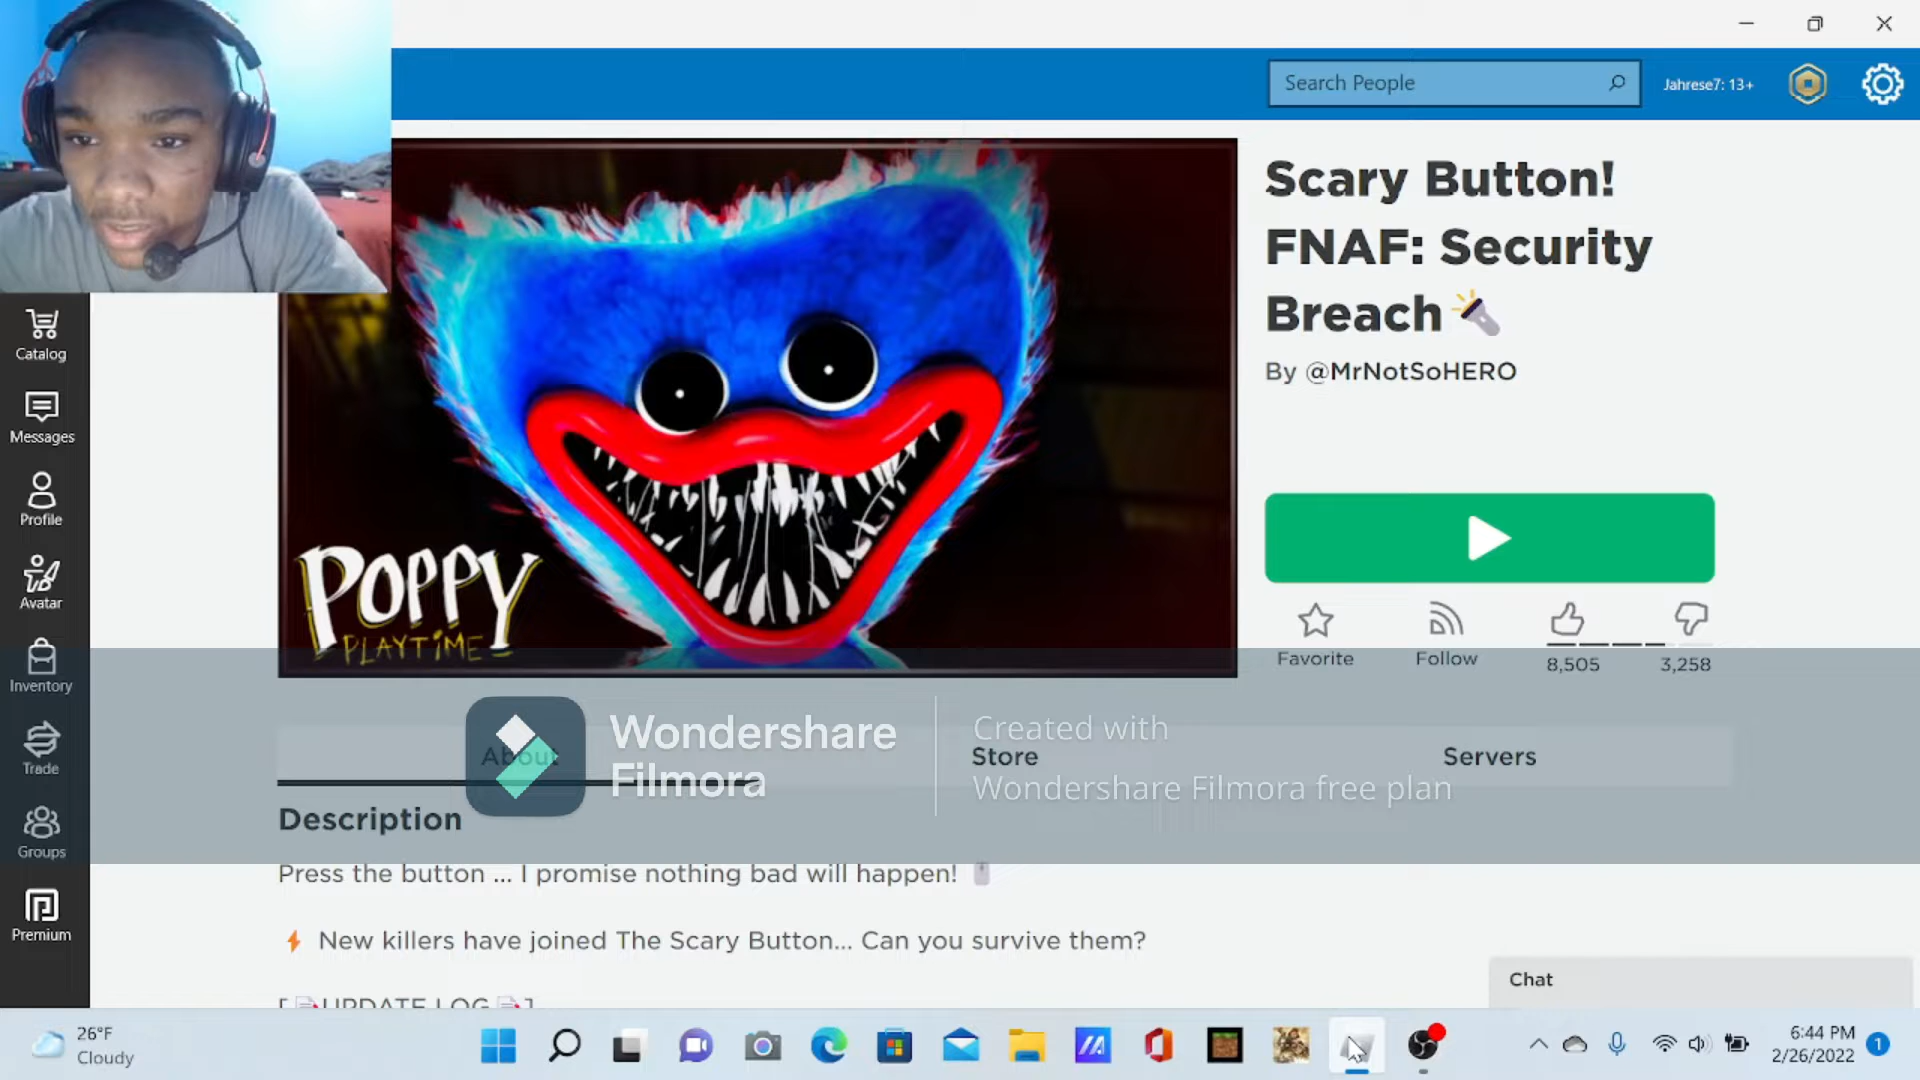 Search People
Jahrese7: 13+
Scary Button!
FNAF: Security
Breach
By @MrNotSoHERO
POPPY
PLAYTIME
Catalog
Messages
Profile
Avatar
Inventory
Trade
Groups
Premium
Favorite
Follow
8,505
3,258
Wondershare
Filmora
Created with
Wondershare Filmora free plan
About
Store
Servers
Description
Press the button ... I promise nothing bad will happen!
New killers have joined The Scary Button... Can you survive them?
[ UPDATE LOG ]
Chat
26°F
Cloudy
6:44 PM
2/26/2022
1